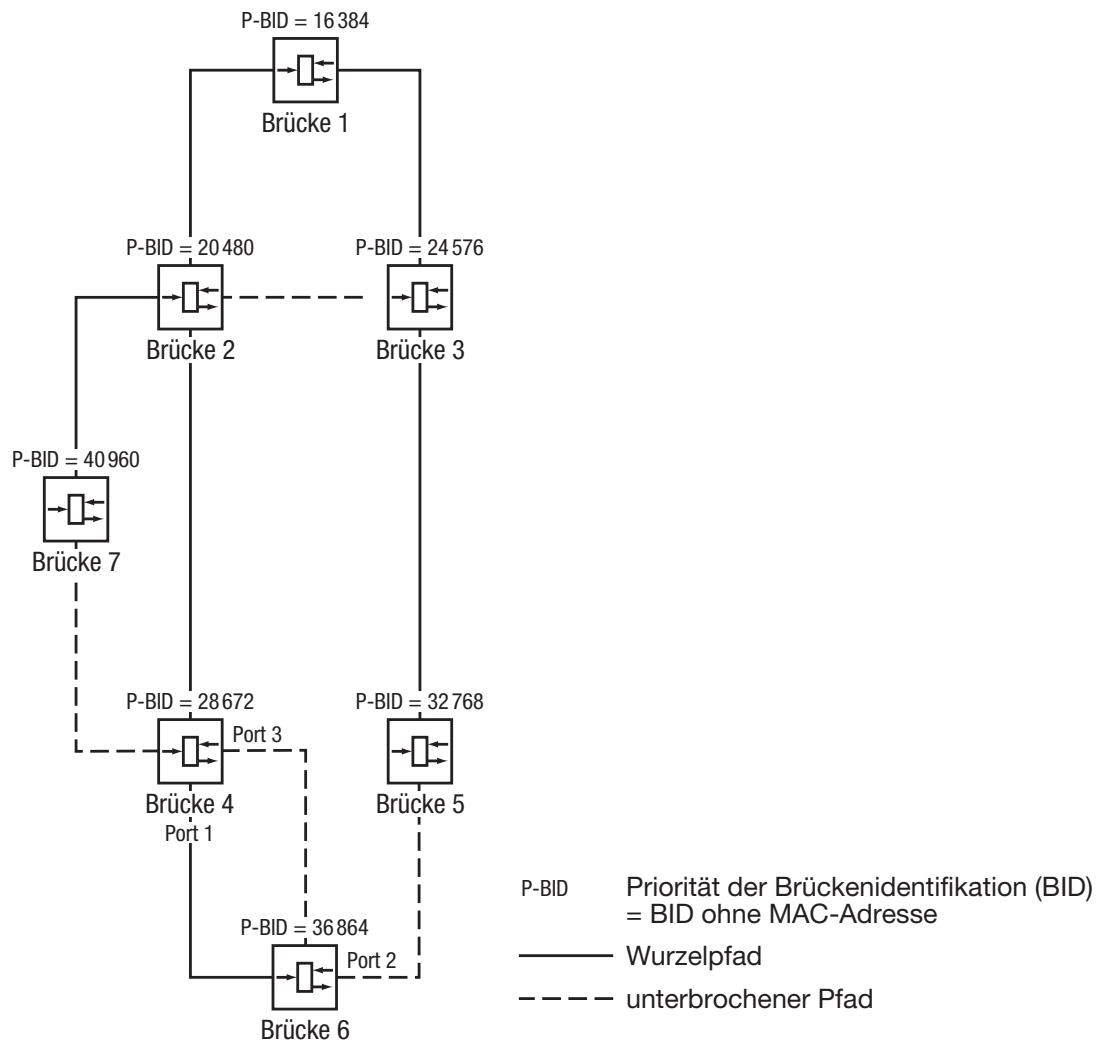 P-BID = 16 384
Brücke 1
P-BID = 20 480
P-BID = 24 576
Brücke 2
Brücke 3
P-BID = 40 960
Brücke 7
P-BID = 28 672
P-BID = 32 768
Port 3
Brücke 4
Brücke 5
Port 1
P-BID = 36 864
Port 2
Brücke 6
P-BID Priorität der Brückenidentifikation (BID)
= BID ohne MAC-Adresse
Wurzelpfad
unterbrochener Pfad